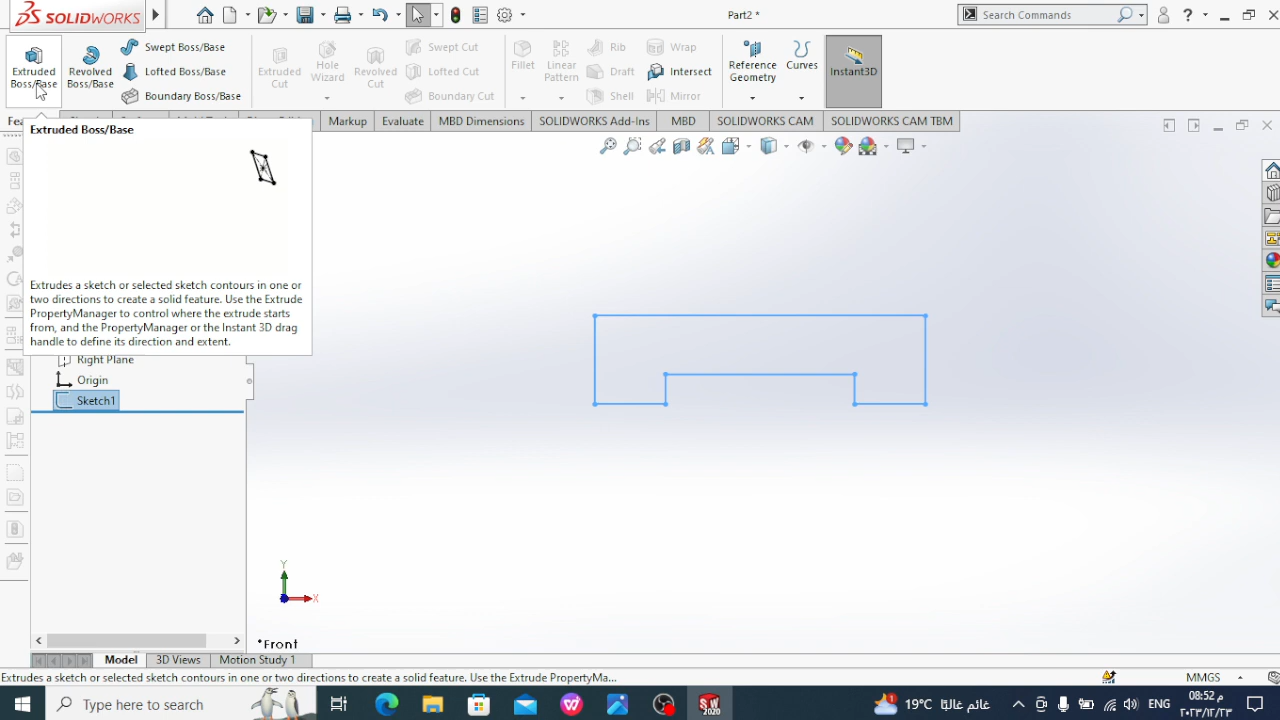 SOLIDWORKS
Part2 *
Search Commands
Extruded Boss/Base
Revolved Boss/Base
Swept Boss/Base
Lofted Boss/Base
Boundary Boss/Base
Extruded Cut
Hole Wizard
Revolved Cut
Swept Cut
Lofted Cut
Boundary Cut
Fillet
Linear Pattern
Rib
Draft
Shell
Wrap
Intersect
Mirror
Reference Geometry
Curves
Instant3D
Markup
Evaluate
MBD Dimensions
SOLIDWORKS Add-Ins
MBD
SOLIDWORKS CAM
SOLIDWORKS CAM TBM
Extruded Boss/Base
Extrudes a sketch or selected sketch contours in one or
two directions to create a solid feature. Use the Extrude
PropertyManager to control where the extrude starts
from, and the PropertyManager or the Instant 3D drag
handle to define its direction and extent.
Right Plane
Origin
Sketch1
Y
X
*Front
Model
3D Views
Motion Study 1
Extrudes a sketch or selected sketch contours in one or two directions to create a solid feature. Use the Extrude PropertyMa...
MMGS
Type here to search
SW
2020
19°C غائم غالبًا
ENG
08:52 م
٢٠٢٣/١٢/٢٣